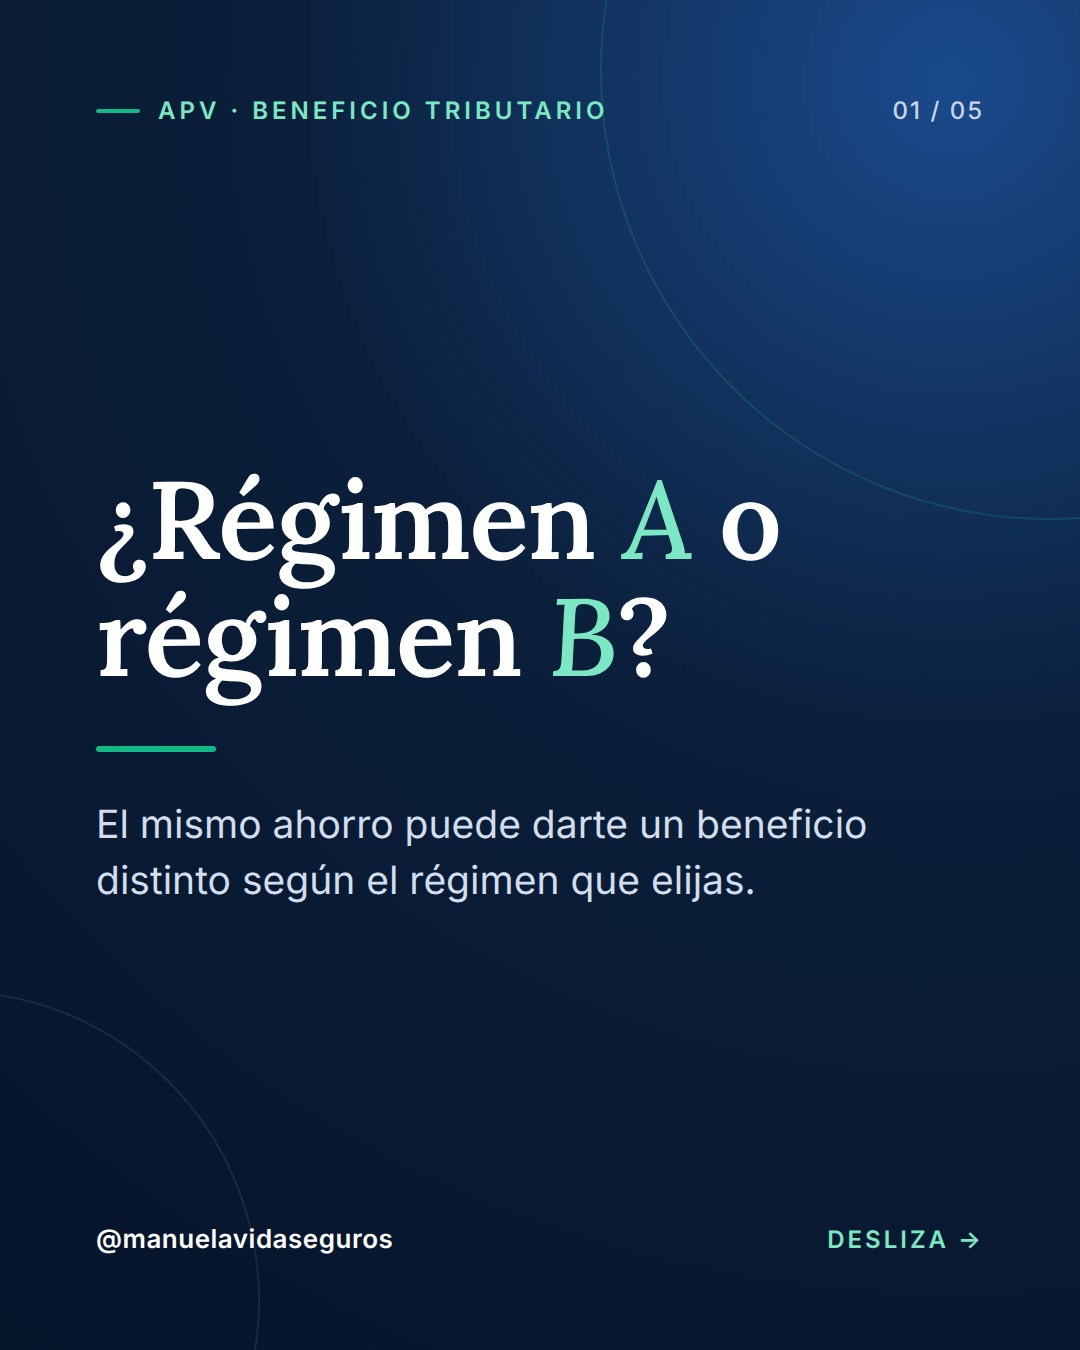 APV · BENEFICIO TRIBUTARIO
01 / 05
¿Régimen A o
régimen B?
El mismo ahorro puede darte un beneficio
distinto según el régimen que elijas.
@manuelavidaseguros
DESLIZA →